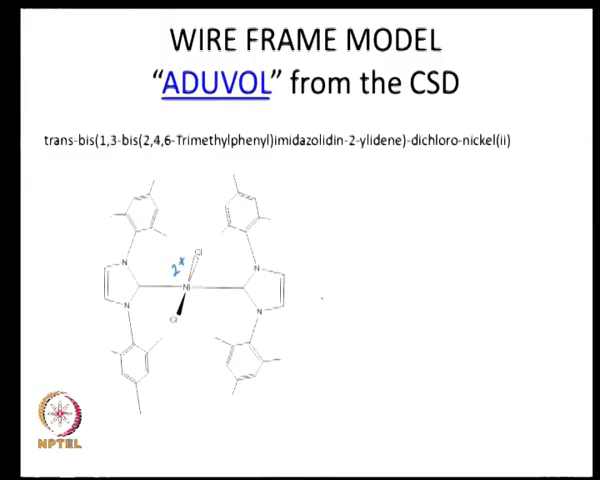 WIRE FRAME MODEL
“ADUVOL” from the CSD
trans-bis(1,3-bis(2,4,6-Trimethylphenyl)imidazolidin-2-ylidene)-dichloro-nickel(ii)
Cl
2+
N
N
Ni
N
N
Cl
NPTEL